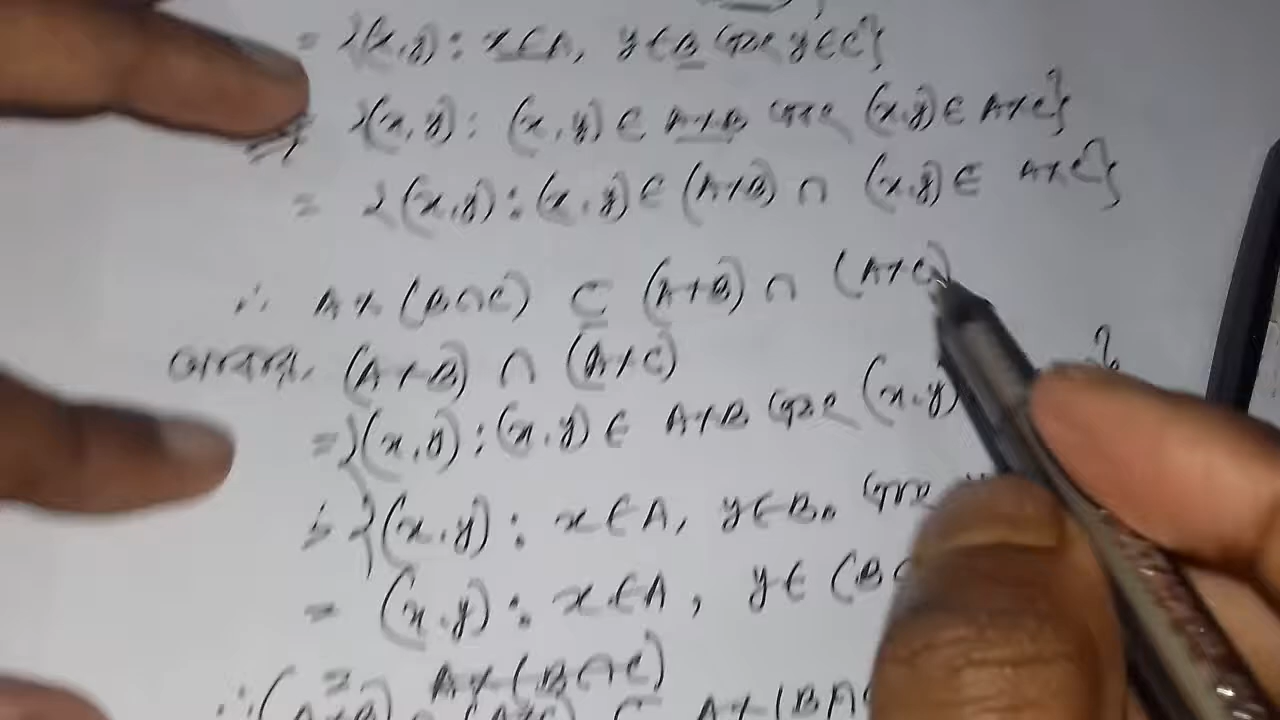 = {(x,y) : x∈A, y∈B এবং y∈C}
= {(x,y) : (x,y) ∈ A×B এবং (x,y) ∈ A×C}
= {(x,y) : (x,y) ∈ (A×B) ∩ (x,y) ∈ A×C}
∴ A×(B∩C) ⊆ (A×B) ∩ (A×C)
আবার, (A×B) ∩ (A×C)
= {(x,y) : (x,y) ∈ A×B এবং (x,y)
= {(x,y) : x∈A, y∈B এবং
= (x,y) : x∈A, y∈ (B
= A×(B∩C)
∴ (A×B) ∩ (A×C) ⊆ A×(B∩